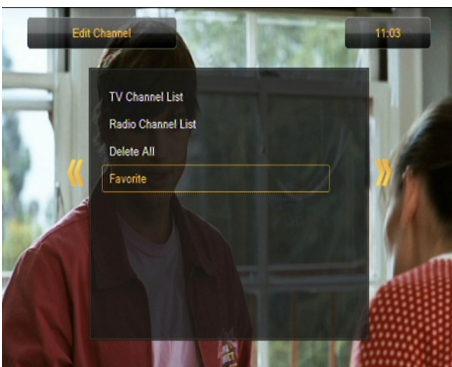 Edit Channel
11:03
TV Channel List
Radio Channel List
Delete All
Favorite